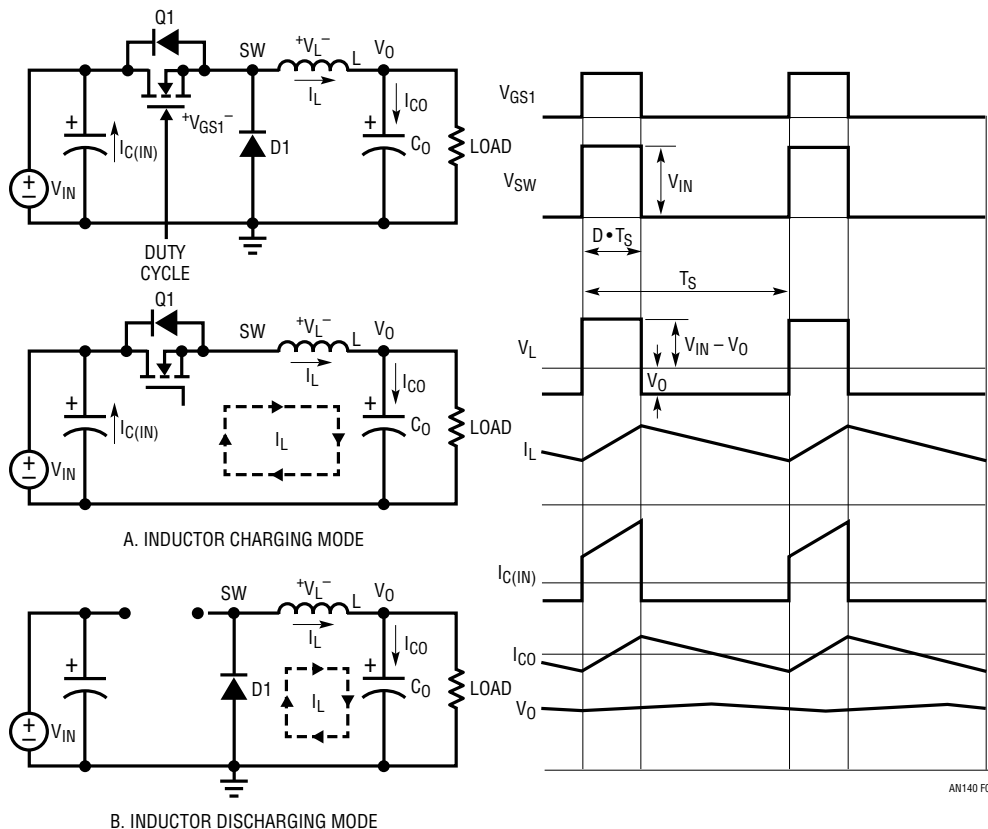 Q1
SW
+VL−
L
VO
IL
ICO
+
IC(IN)
+VGS1−
D1
+
CO
LOAD
+
−
VIN
DUTY
CYCLE
Q1
SW
+VL−
L
VO
IL
ICO
+
IC(IN)
IL
+
CO
LOAD
+
−
VIN
A. INDUCTOR CHARGING MODE
SW
+VL−
L
VO
IL
ICO
+
D1
IL
+
CO
LOAD
+
−
VIN
B. INDUCTOR DISCHARGING MODE
VGS1
VSW
VIN
D•TS
TS
VL
VIN – VO
VO
IL
IC(IN)
ICO
VO
AN140 F0